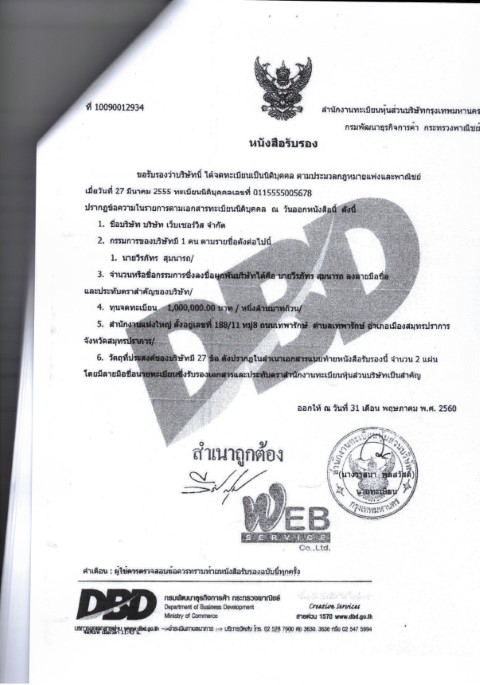 ที่ 10090012934
สำนักงานทะเบียนหุ้นส่วนบริษัทกรุงเทพมหานคร
กรมพัฒนาธุรกิจการค้า กระทรวงพาณิชย์
หนังสือรับรอง
ขอรับรองว่าบริษัทนี้ ได้จดทะเบียนเป็นนิติบุคคล ตามประมวลกฎหมายแพ่งและพาณิชย์
เมื่อวันที่ 27 มีนาคม 2555 ทะเบียนนิติบุคคลเลขที่ 0115555005678
ปรากฏข้อความในรายการตามเอกสารทะเบียนนิติบุคคล ณ วันออกหนังสือนี้ ดังนี้
1. ชื่อบริษัท บริษัท เว็บเซอร์วิส จำกัด
2. กรรมการของบริษัทมี 1 คน ตามรายชื่อดังต่อไปนี้
1. นายวีรภัทร สุมนารถ/
3. จำนวนหรือชื่อกรรมการซึ่งลงชื่อผูกพันบริษัทได้คือ นายวีรภัทร สุมนารถ ลงลายมือชื่อ
และประทับตราสำคัญของบริษัท/
4. ทุนจดทะเบียน 1,000,000.00 บาท / หนึ่งล้านบาทถ้วน/
5. สำนักงานแห่งใหญ่ ตั้งอยู่เลขที่ 188/11 หมู่8 ถนนเทพารักษ์ ตำบลเทพารักษ์ อำเภอเมืองสมุทรปราการ
จังหวัดสมุทรปราการ/
6. วัตถุที่ประสงค์ของบริษัทมี 27 ข้อ ดังปรากฏในสำเนาเอกสารแนบท้ายหนังสือรับรองนี้ จำนวน 2 แผ่น
โดยมีลายมือชื่อนายทะเบียนซึ่งรับรองเอกสารและประทับตราสำนักงานทะเบียนหุ้นส่วนบริษัทเป็นสำคัญ
DBD
ออกให้ ณ วันที่ 31 เดือน พฤษภาคม พ.ศ. 2560
สำเนาถูกต้อง
สำนักงานทะเบียนหุ้นส่วนบริษัท
นายทะเบียน
กรุงเทพมหานคร
WEB
SERVICE
Co.,Ltd.
คำเตือน : ผู้ใช้ควรตรวจสอบข้อควรทราบท้ายหนังสือรับรองฉบับนี้ทุกครั้ง
DBD
กรมพัฒนาธุรกิจการค้า กระทรวงพาณิชย์
Department of Business Development
Ministry of Commerce
Creative Services
สายด่วน 1570 www.dbd.go.th